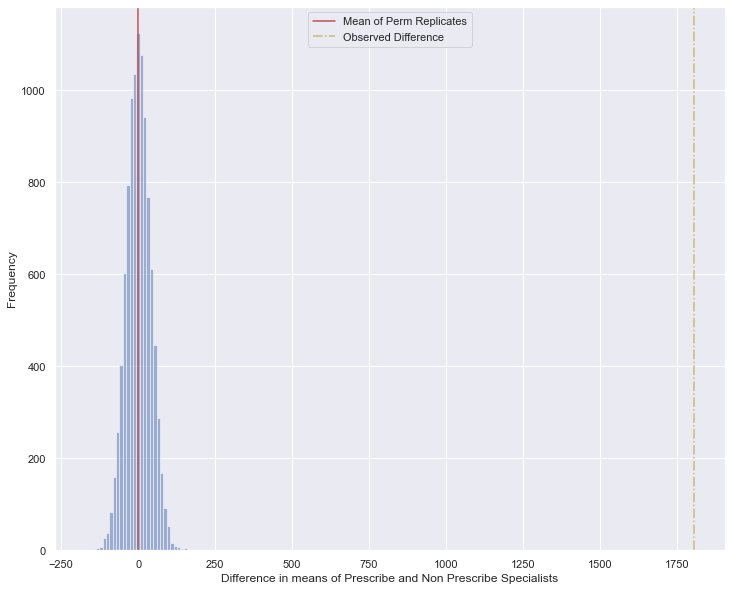 Mean of Perm Replicates
Observed Difference
1000
800
600
400
200
0
Frequency
−250 0 250 500 750 1000 1250 1500 1750
Difference in means of Prescribe and Non Prescribe Specialists